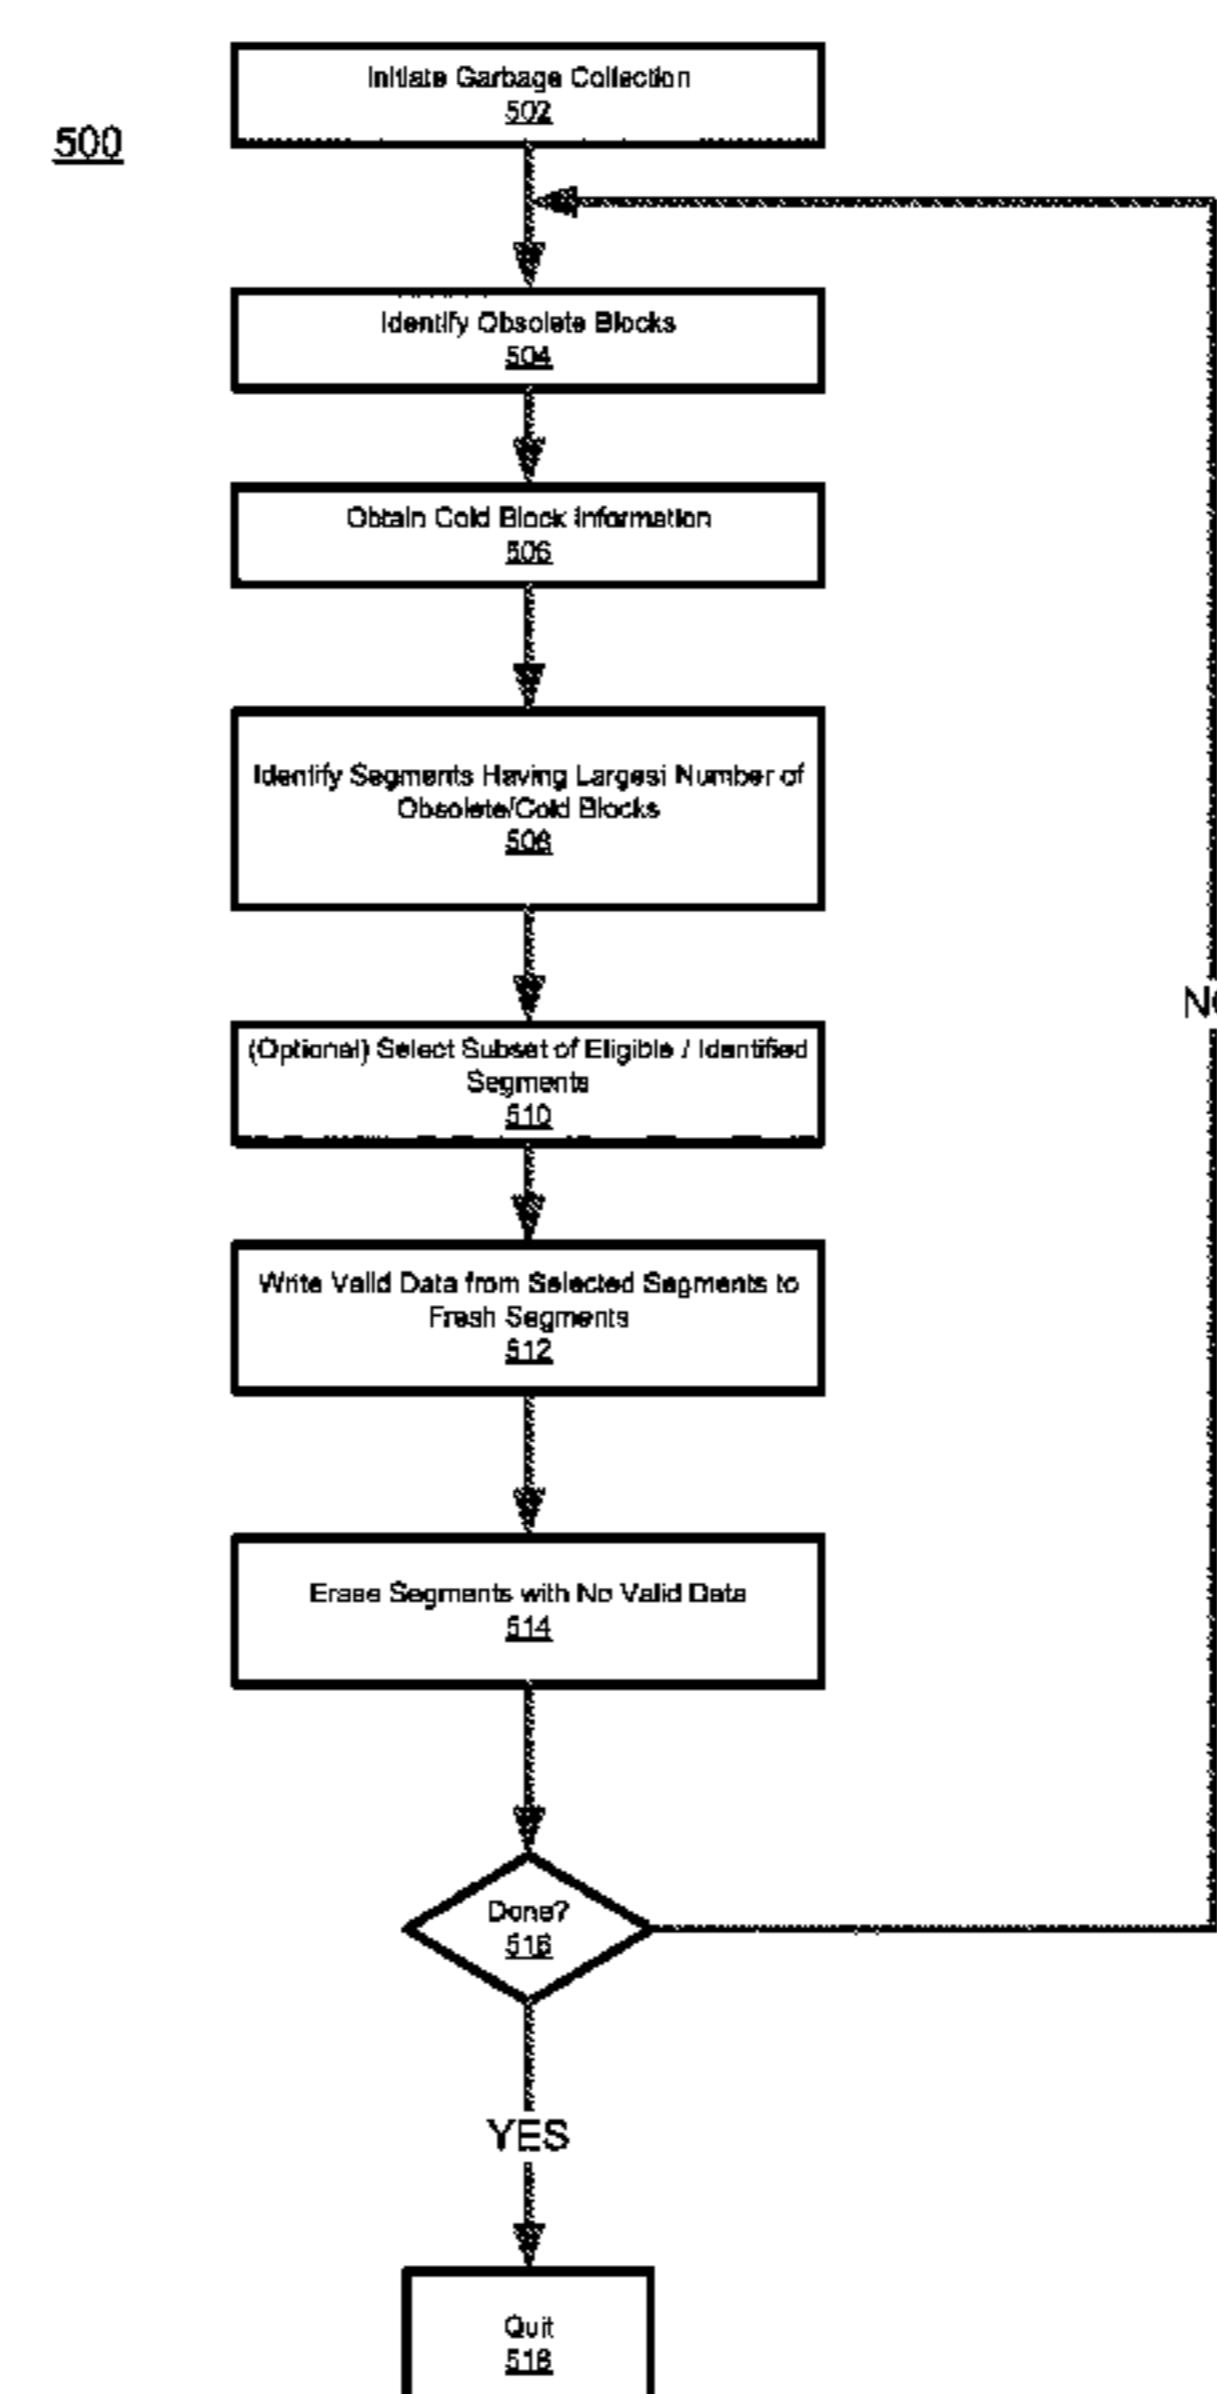 500
Initiate Garbage Collection
502
Identify Obsolete Blocks
504
Obtain Cold Block Information
506
Identify Segments Having Largest Number of
Obsolete/Cold Blocks
508
(Optional) Select Subset of Eligible / Identified
Segments
510
Write Valid Data from Selected Segments to
Fresh Segments
512
Erase Segments with No Valid Data
514
Done?
516
NO
YES
Quit
518